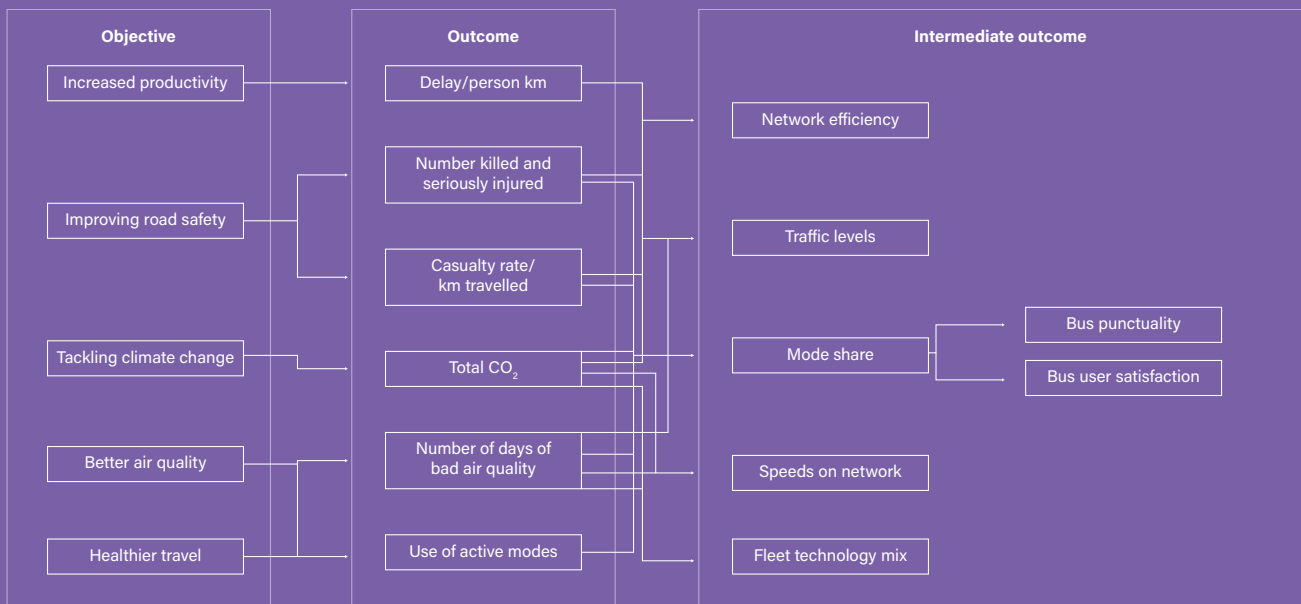 Objective
Increased productivity
Improving road safety
Tackling climate change
Better air quality
Healthier travel
Outcome
Delay/person km
Number killed and
seriously injured
Casualty rate/
km travelled
Total CO₂
Number of days of
bad air quality
Use of active modes
Intermediate outcome
Network efficiency
Traffic levels
Mode share
Speeds on network
Fleet technology mix
Bus punctuality
Bus user satisfaction